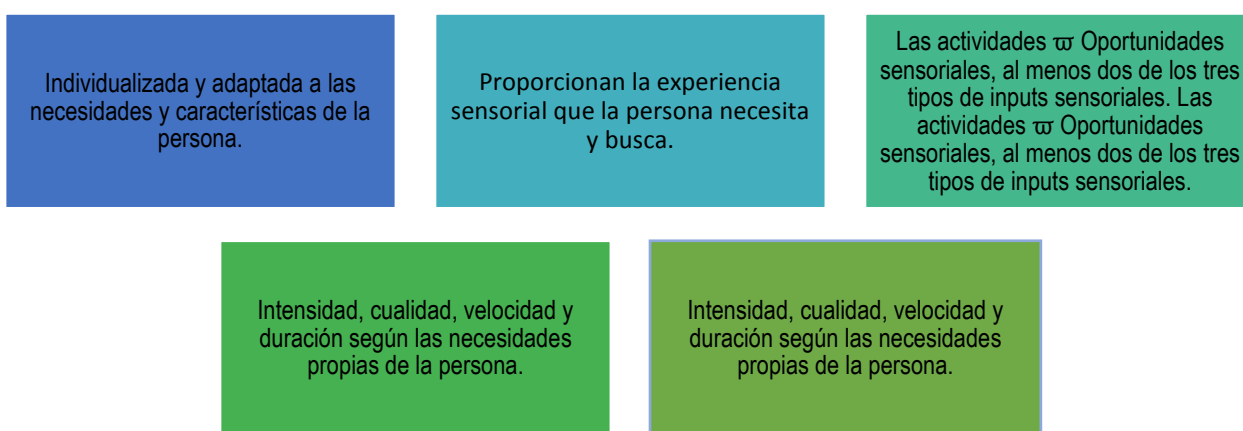 Individualizada y adaptada a las
necesidades y características de la
persona.
Proporcionan la experiencia
sensorial que la persona necesita
y busca.
Las actividades ϖ Oportunidades
sensoriales, al menos dos de los tres
tipos de inputs sensoriales. Las
actividades ϖ Oportunidades
sensoriales, al menos dos de los tres
tipos de inputs sensoriales.
Intensidad, cualidad, velocidad y
duración según las necesidades
propias de la persona.
Intensidad, cualidad, velocidad y
duración según las necesidades
propias de la persona.